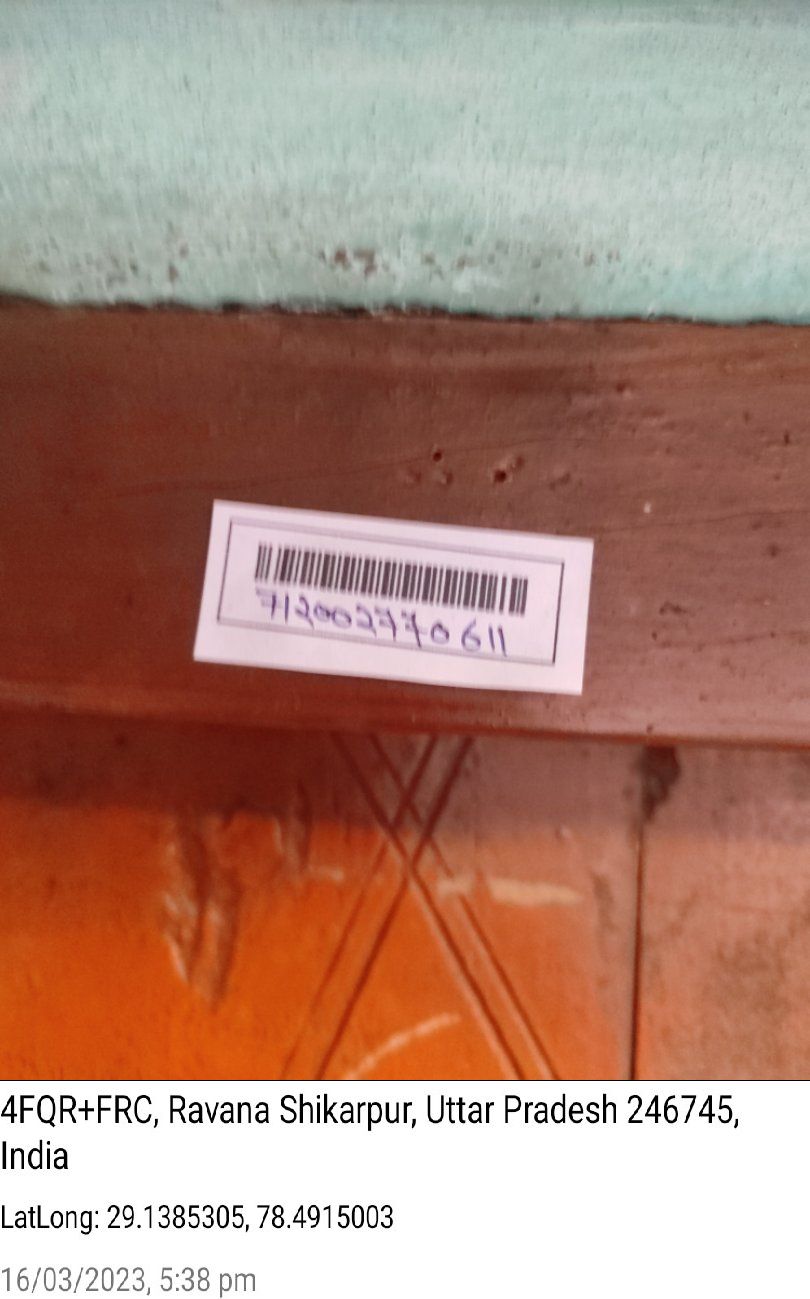 712002770611
4FQR+FRC, Ravana Shikarpur, Uttar Pradesh 246745,
India
LatLong: 29.1385305, 78.4915003
16/03/2023, 5:38 pm